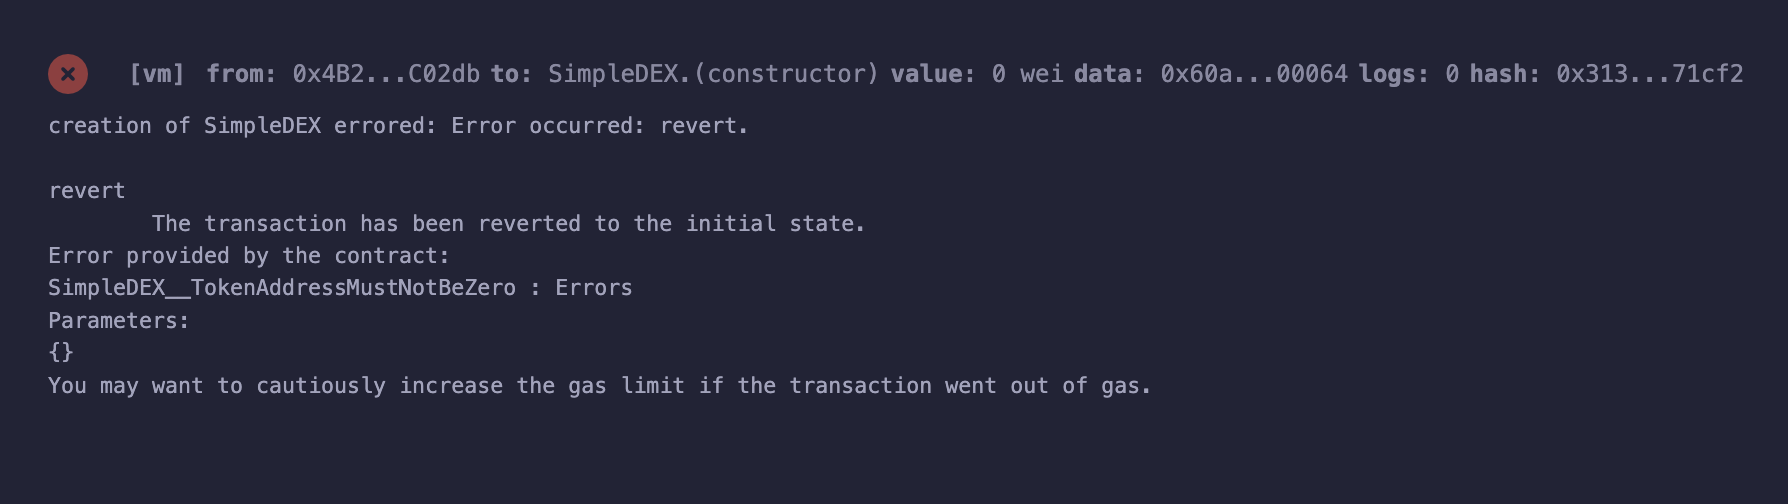 [vm] from: 0x4B2...C02db to: SimpleDEX.(constructor) value: 0 wei data: 0x60a...00064 logs: 0 hash: 0x313...71cf2
creation of SimpleDEX errored: Error occurred: revert.
revert
The transaction has been reverted to the initial state.
Error provided by the contract:
SimpleDEX__TokenAddressMustNotBeZero : Errors
Parameters:
{}
You may want to cautiously increase the gas limit if the transaction went out of gas.